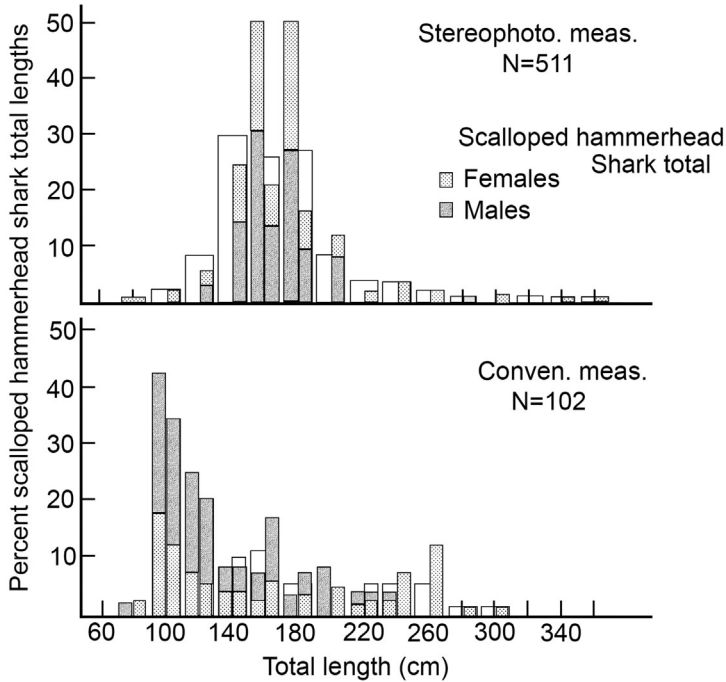 Percent scalloped hammerhead shark total lengths
50
40
30
20
10
Stereophoto. meas.
N=511
Scalloped hammerhead
Shark total
Females
Males
50
40
30
20
10
Conven. meas.
N=102
60 100 140 180 220 260 300 340
Total length (cm)